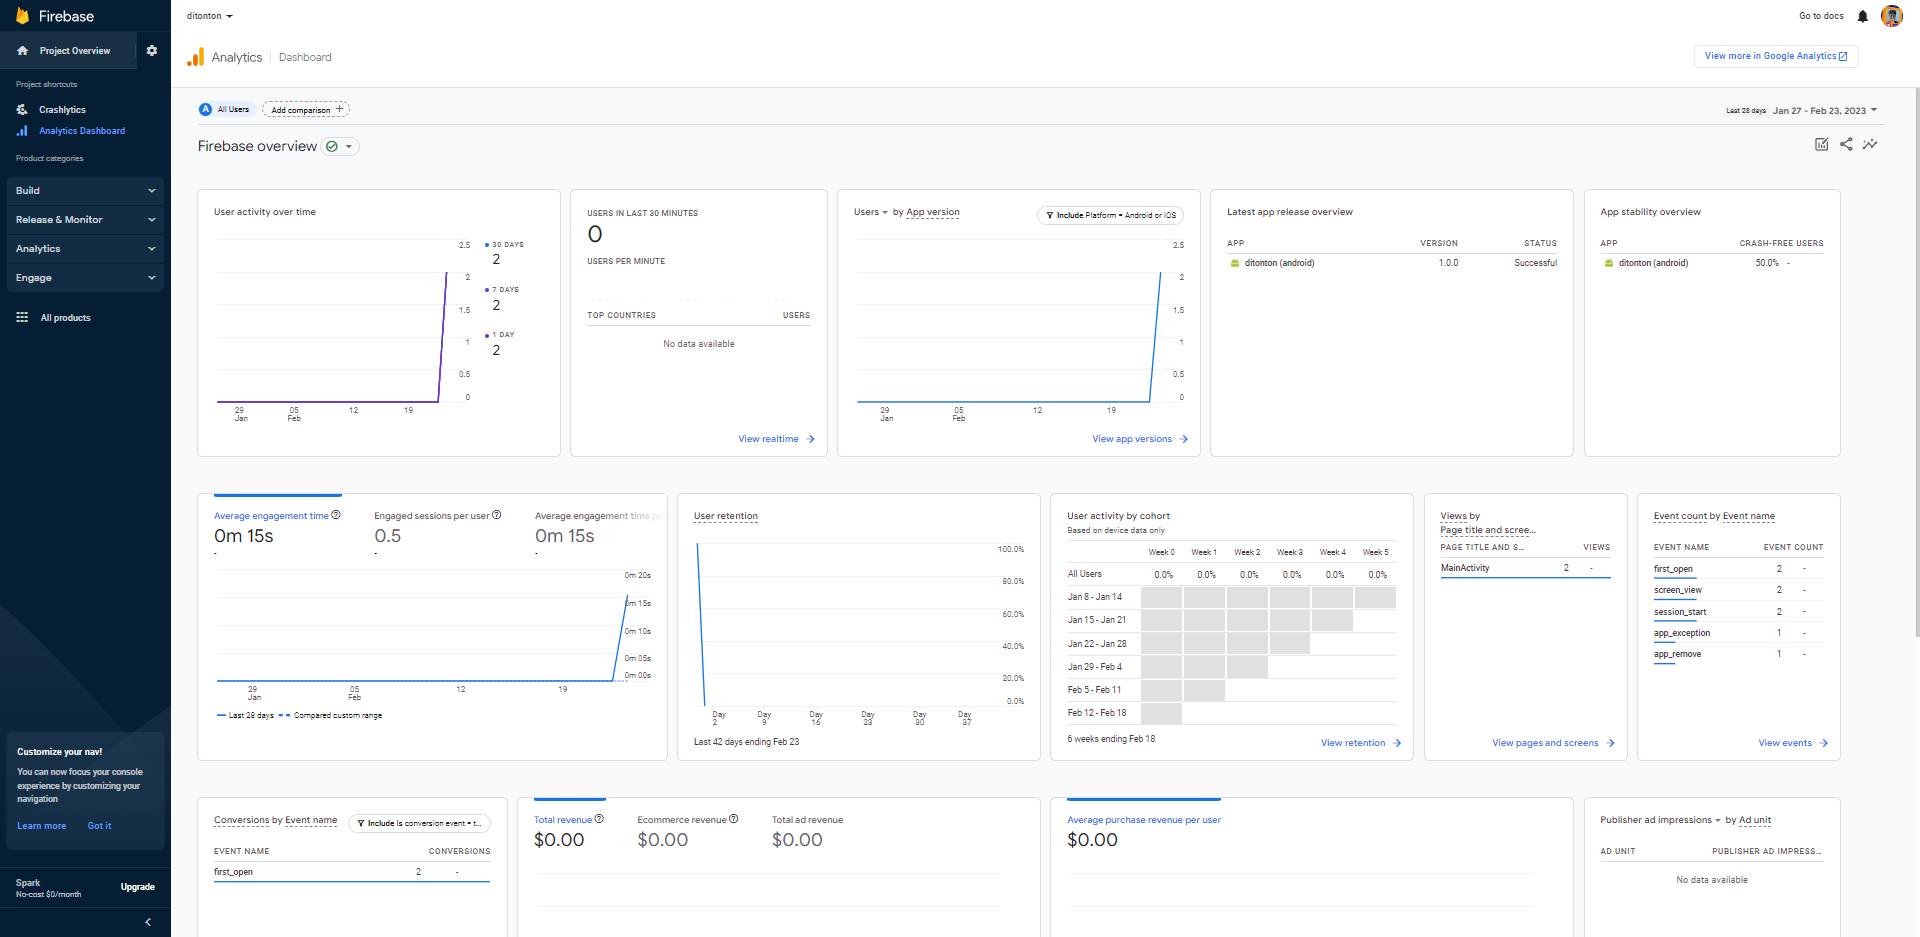 Firebase
ditonton
Go to docs
Project Overview
Analytics
Dashboard
View more in Google Analytics
Project shortcuts
Crashlytics
Analytics Dashboard
Product categories
Build
Release & Monitor
Analytics
Engage
All products
Customize your nav!
You can now focus your console
experience by customizing your
navigation
Learn more
Got it
Spark
No-cost $0/month
Upgrade
A
All Users
Add comparison +
Last 28 days
Jan 27 - Feb 23, 2023
Firebase overview
User activity over time
2.5
2
1.5
1
0.5
0
29
Jan
05
Feb
12
19
30 DAYS
2
7 DAYS
2
1 DAY
2
USERS IN LAST 30 MINUTES
0
USERS PER MINUTE
TOP COUNTRIES
USERS
No data available
View realtime
Users by App version
Include Platform = Android or iOS
2.5
2
1.5
1
0.5
0
29
Jan
05
Feb
12
19
View app versions
Latest app release overview
APP VERSION STATUS
ditonton (android) 1.0.0 Successful
App stability overview
APP CRASH-FREE USERS
ditonton (android) 50.0% -
Average engagement time
0m 15s
-
Engaged sessions per user
0.5
-
Average engagement time pe
0m 15s
-
0m 20s
0m 15s
0m 10s
0m 05s
0m 00s
29
Jan
05
Feb
12
19
Last 28 days
Compared custom range
User retention
100.0%
80.0%
60.0%
40.0%
20.0%
0.0%
Day
2
Day
9
Day
16
Day
23
Day
30
Day
37
Last 42 days ending Feb 23
User activity by cohort
Based on device data only
Week 0 Week 1 Week 2 Week 3 Week 4 Week 5
All Users 0.0% 0.0% 0.0% 0.0% 0.0% 0.0%
Jan 8 - Jan 14
Jan 15 - Jan 21
Jan 22 - Jan 28
Jan 29 - Feb 4
Feb 5 - Feb 11
Feb 12 - Feb 18
6 weeks ending Feb 18
View retention
Views by
Page title and scree...
PAGE TITLE AND S... VIEWS
MainActivity 2 -
View pages and screens
Event count by Event name
EVENT NAME EVENT COUNT
first_open 2 -
screen_view 2 -
session_start 2 -
app_exception 1 -
app_remove 1 -
View events
Conversions by Event name
Include Is conversion event = t...
EVENT NAME CONVERSIONS
first_open 2 -
Total revenue
$0.00
Ecommerce revenue
$0.00
Total ad revenue
$0.00
Average purchase revenue per user
$0.00
Publisher ad impressions by Ad unit
AD UNIT PUBLISHER AD IMPRESS...
No data available